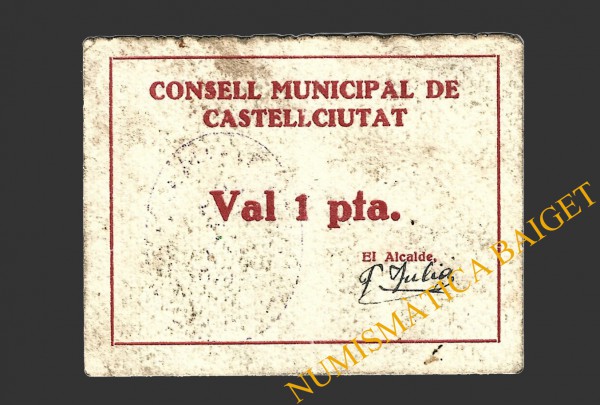 CONSELL MUNICIPAL DE
CASTELLCIUTAT
Val 1 pta.
El Alcalde,
NUMISMATICA BAIGET